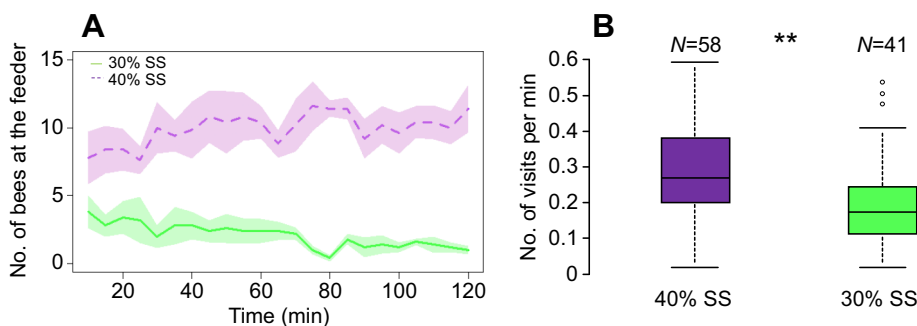 A
No. of bees at the feeder
15
10
5
0
30% SS
40% SS
20 40 60 80 100 120
Time (min)
B
N=58 ** N=41
No. of visits per min
0.6
0.5
0.4
0.3
0.2
0.1
0
40% SS 30% SS